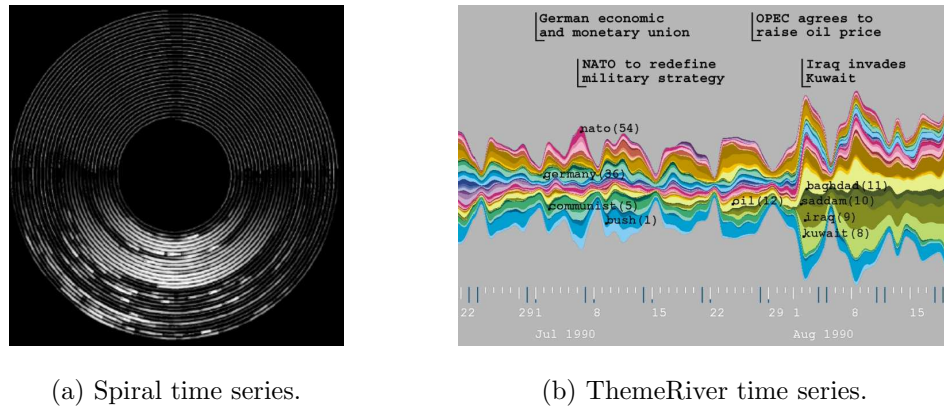 German economic
and monetary union
OPEC agrees to
raise oil price
NATO to redefine
military strategy
Iraq invades
Kuwait
nato(54)
germany(36)
communist(5)
bush(1)
oil(12)
baghdad(11)
saddam(10)
iraq(9)
kuwait(8)
22 29 1 8 15 22 29 1 8 15
Jul 1990 Aug 1990
(a) Spiral time series.
(b) ThemeRiver time series.